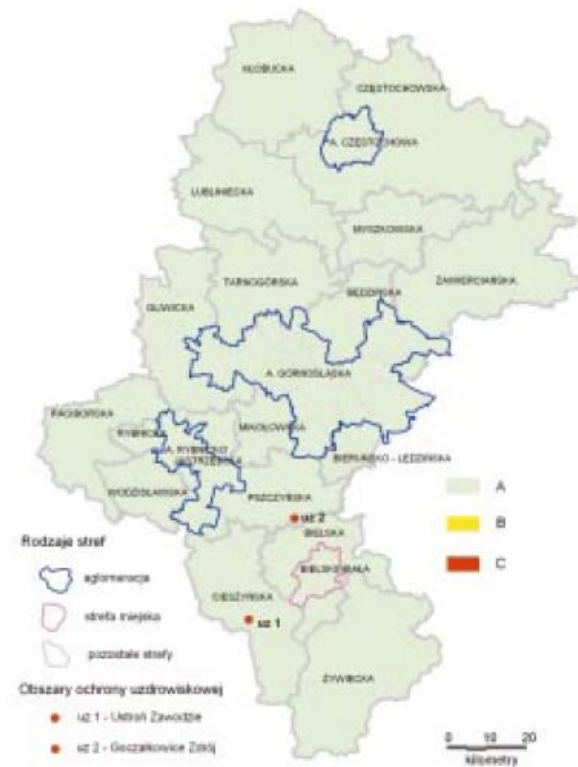 KŁOBUCKA
CZĘSTOCHOWSKA
A. CZĘSTOCHOWA
LUBLINIECKA
MYSZKOWSKA
TARNOGÓRSKA
BĘDZIŃSKA
ZAWIERCIAŃSKA
GLIWICKA
A. GÓRNOŚLĄSKA
RACIBORSKA
RYBNICKA
MIKOŁOWSKA
A. RYBNICKO
JASTRZĘBSKA
BIERUŃSKO - LĘDZIŃSKA
WODZISŁAWSKA
PSZCZYŃSKA
uz 2
BIELSKA
BIELSKO-BIAŁA
CIESZYŃSKA
uz 1
ŻYWIECKA
A
B
C
Rodzaje stref
aglomeracja
strefa miejska
pozostałe strefy
Obszary ochrony uzdrowiskowej
uz 1 - Ustroń Zawodzie
uz 2 - Goczałkowice Zdrój
0 10 20
kilometry